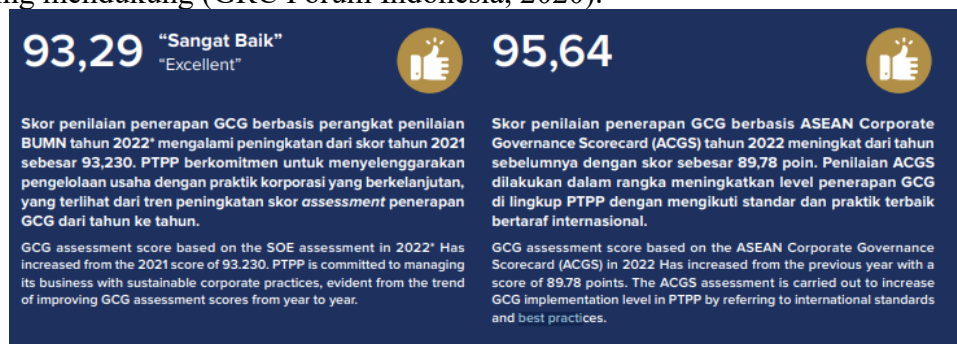 ng mendukung (GRC Forum Indonesia, 2020).
93,29 “Sangat Baik”
“Excellent”
Skor penilaian penerapan GCG berbasis perangkat penilaian
BUMN tahun 2022* mengalami peningkatan dari skor tahun 2021
sebesar 93,230. PTPP berkomitmen untuk menyelenggarakan
pengelolaan usaha dengan praktik korporasi yang berkelanjutan,
yang terlihat dari tren peningkatan skor assessment penerapan
GCG dari tahun ke tahun.
GCG assessment score based on the SOE assessment in 2022* Has
increased from the 2021 score of 93.230. PTPP is committed to managing
its business with sustainable corporate practices, evident from the trend
of improving GCG assessment scores from year to year.
95,64
Skor penilaian penerapan GCG berbasis ASEAN Corporate
Governance Scorecard (ACGS) tahun 2022 meningkat dari tahun
sebelumnya dengan skor sebesar 89,78 poin. Penilaian ACGS
dilakukan dalam rangka meningkatkan level penerapan GCG
di lingkup PTPP dengan mengikuti standar dan praktik terbaik
bertaraf internasional.
GCG assessment score based on the ASEAN Corporate Governance
Scorecard (ACGS) in 2022 Has increased from the previous year with a
score of 89.78 points. The ACGS assessment is carried out to increase
GCG implementation level in PTPP by referring to international standards
and best practices.